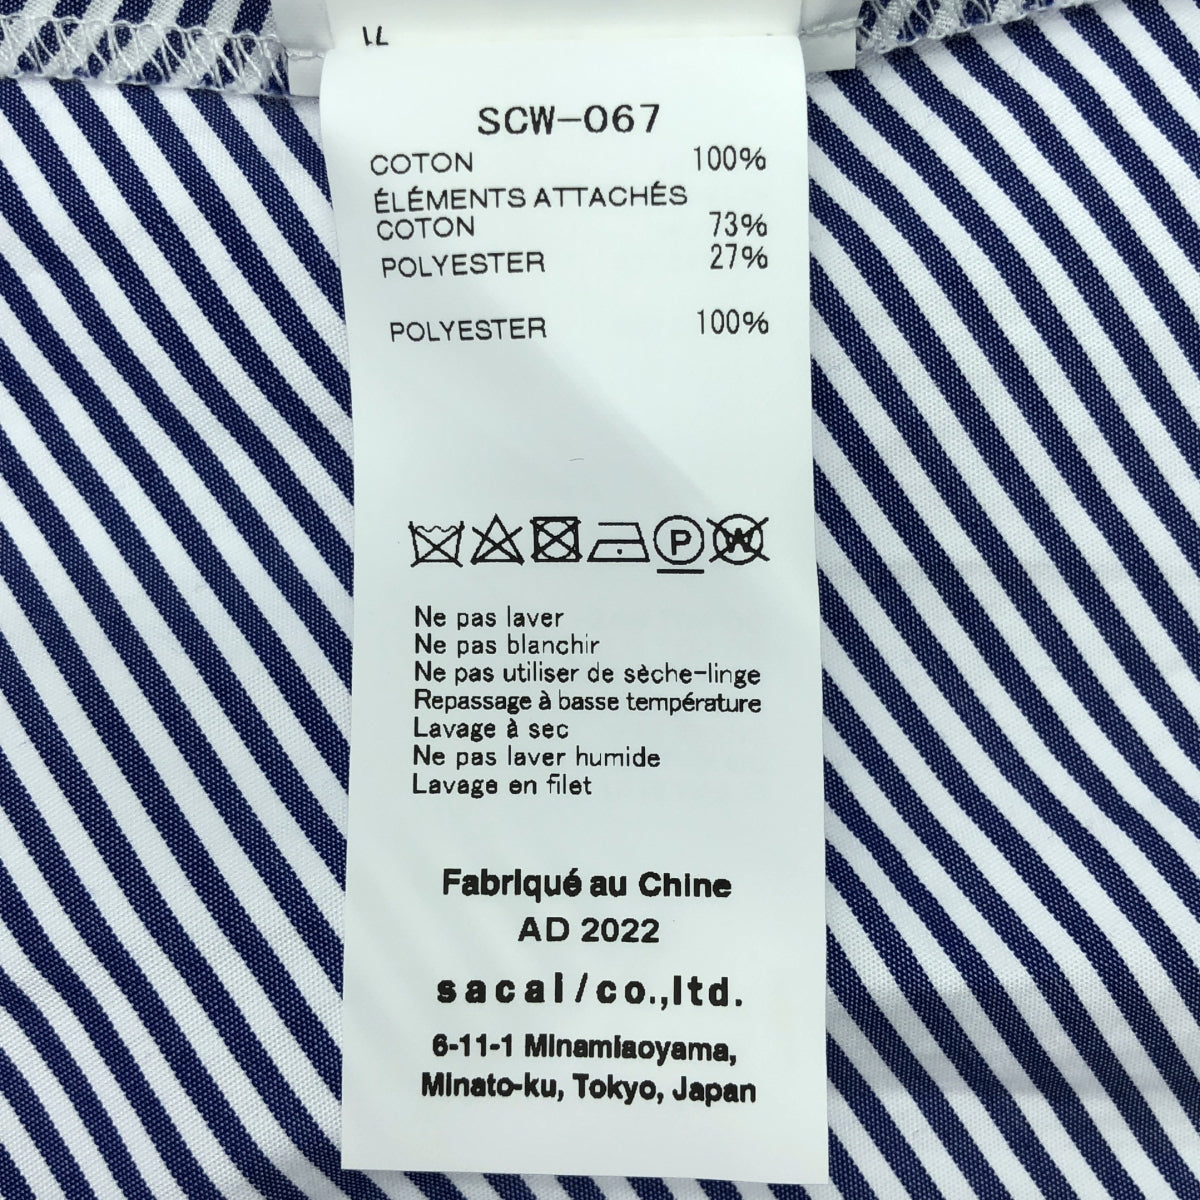 SCW-067
COTON 100%
ÉLÉMENTS ATTACHÉS
COTON 73%
POLYESTER 27%
POLYESTER 100%
P W
Ne pas laver
Ne pas blanchir
Ne pas utiliser de sèche-linge
Repassage à basse température
Lavage à sec
Ne pas laver humide
Lavage en filet
Fabriqué au Chine
AD 2022
sacai/co.,ltd.
6-11-1 Minamiaoyama,
Minato-ku, Tokyo, Japan